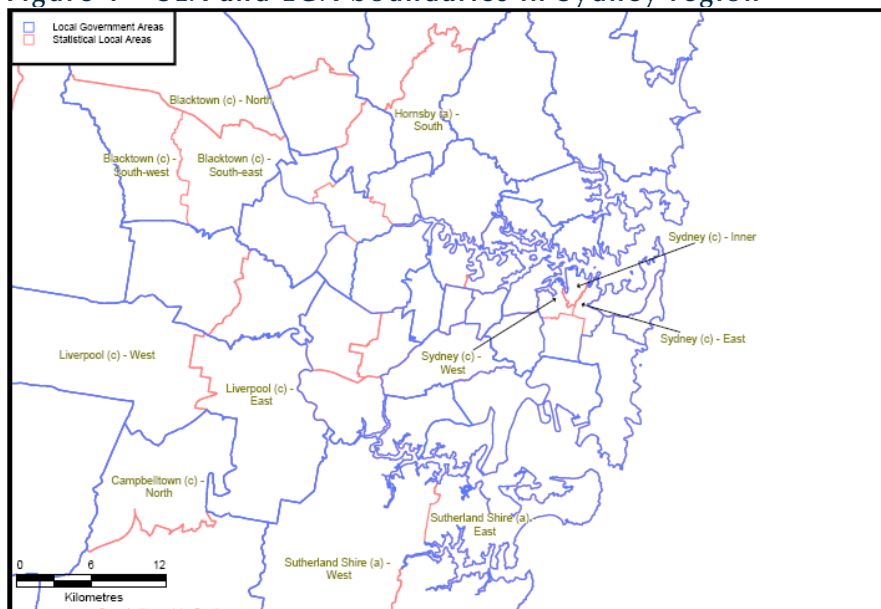 Local Government Areas
Statistical Local Areas
Blacktown (c) - North
Hornsby (a) -
South
Blacktown (c) -
South-west
Blacktown (c) -
South-east
Sydney (c) - Inner
Sydney (c) - East
Sydney (c) -
West
Liverpool (c) - West
Liverpool (c) -
East
Campbelltown (c) -
North
Sutherland Shire (a) -
East
Sutherland Shire (a) -
West
0 6 12
Kilometres